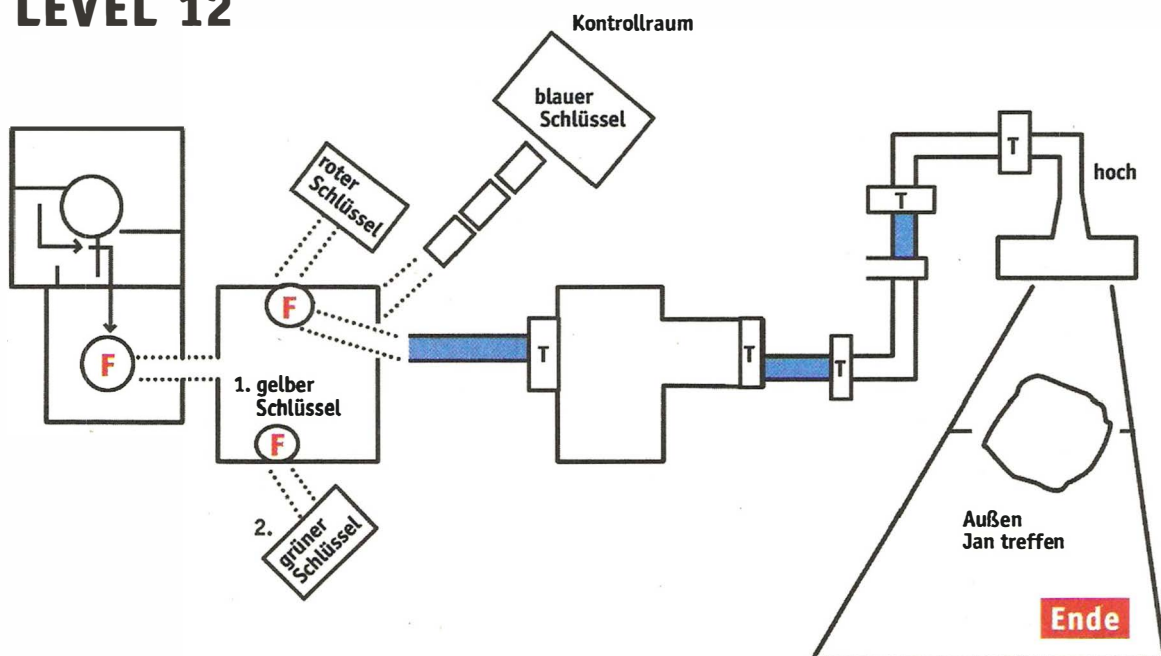 LEVEL 12
Kontrollraum
blauer
Schlüssel
roter
Schlüssel
T
hoch
T
F
T
T
T
F
1. gelber
Schlüssel
F
2.
grüner
Schlüssel
Außen
Jan treffen
Ende